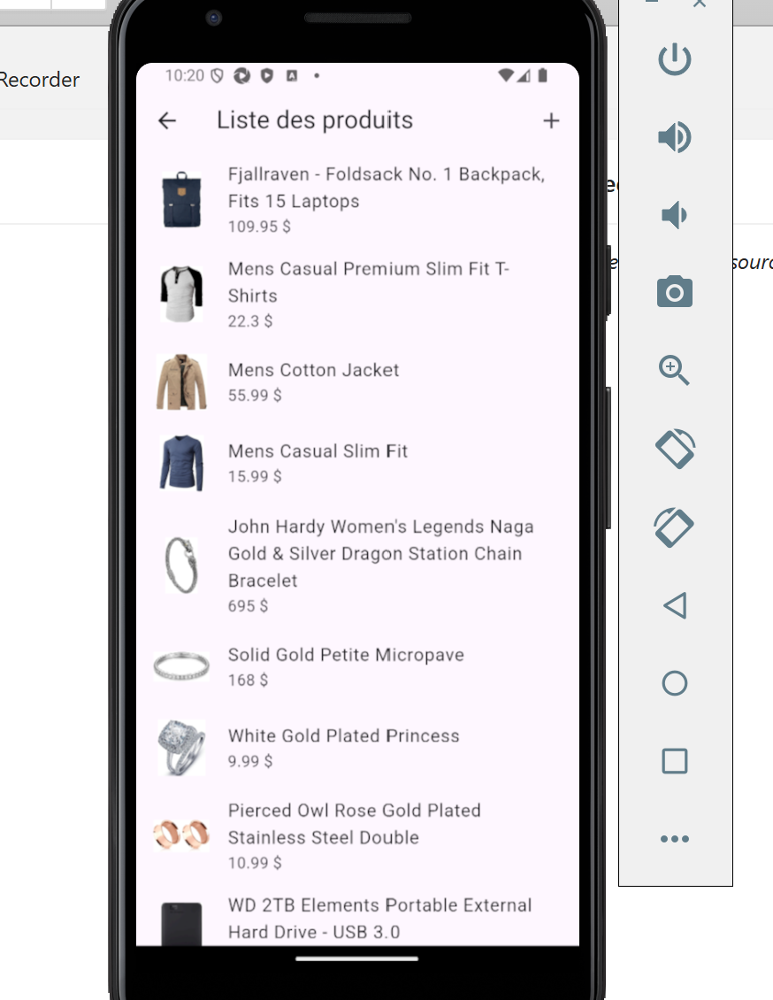 Recorder
10:20
Liste des produits
Fjallraven - Foldsack No. 1 Backpack,
Fits 15 Laptops
109.95 $
Mens Casual Premium Slim Fit T-
Shirts
22.3 $
Mens Cotton Jacket
55.99 $
Mens Casual Slim Fit
15.99 $
John Hardy Women's Legends Naga
Gold & Silver Dragon Station Chain
Bracelet
695 $
Solid Gold Petite Micropave
168 $
White Gold Plated Princess
9.99 $
Pierced Owl Rose Gold Plated
Stainless Steel Double
10.99 $
WD 2TB Elements Portable External
Hard Drive - USB 3.0